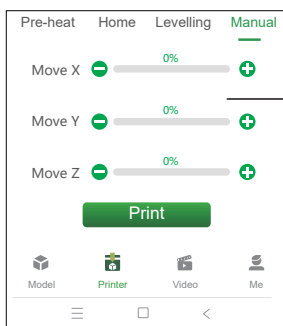 Pre-heat Home Levelling Manual
0%
Move X
0%
Move Y
0%
Move Z
Print
Model Printer Video Me